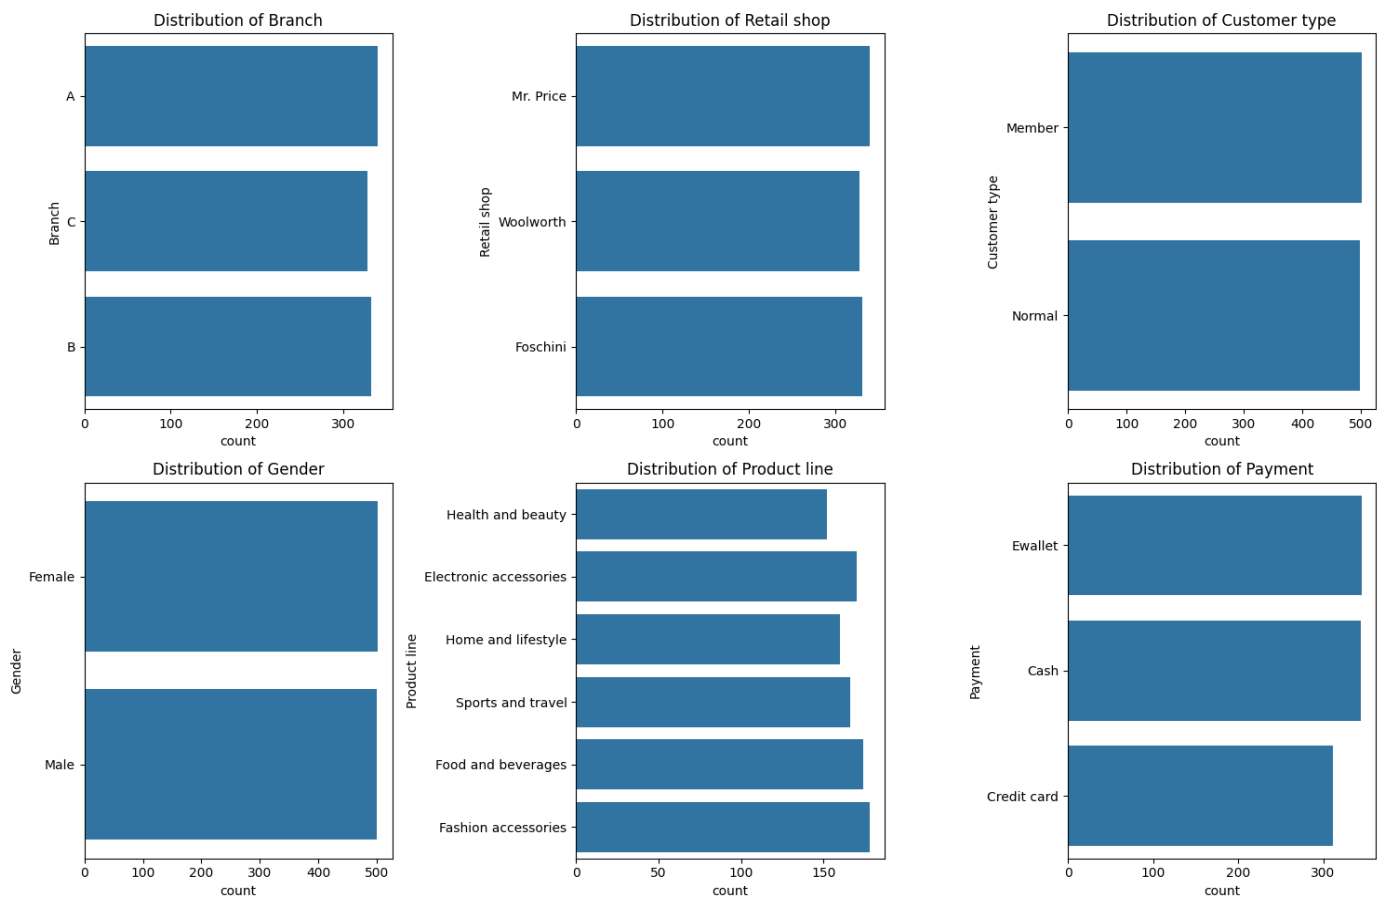 Distribution of Branch
Branch
A
C
B
0 100 200 300
count
Distribution of Retail shop
Retail shop
Mr. Price
Woolworth
Foschini
0 100 200 300
count
Distribution of Customer type
Customer type
Member
Normal
0 100 200 300 400 500
count
Distribution of Gender
Gender
Female
Male
0 100 200 300 400 500
count
Distribution of Product line
Product line
Health and beauty
Electronic accessories
Home and lifestyle
Sports and travel
Food and beverages
Fashion accessories
0 50 100 150
count
Distribution of Payment
Payment
Ewallet
Cash
Credit card
0 100 200 300
count